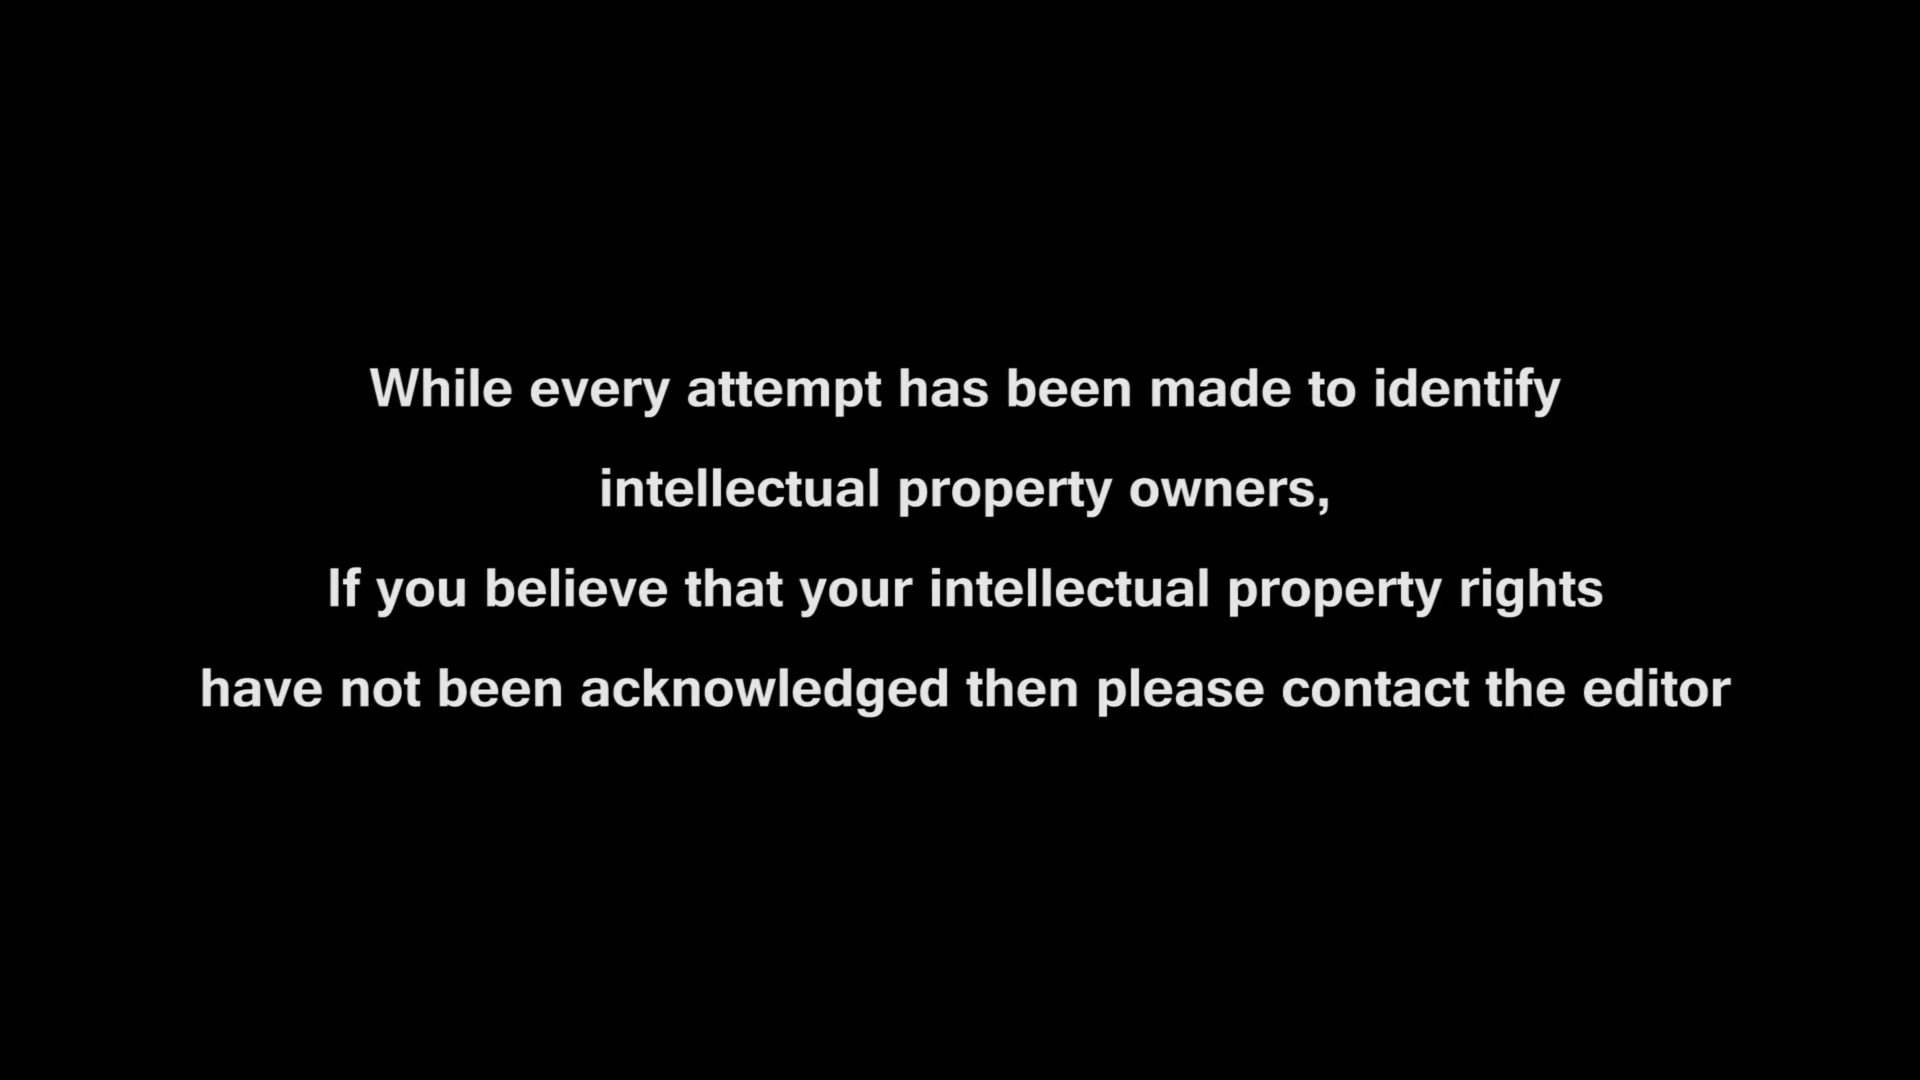 While every attempt has been made to identify
intellectual property owners,
If you believe that your intellectual property rights
have not been acknowledged then please contact the editor